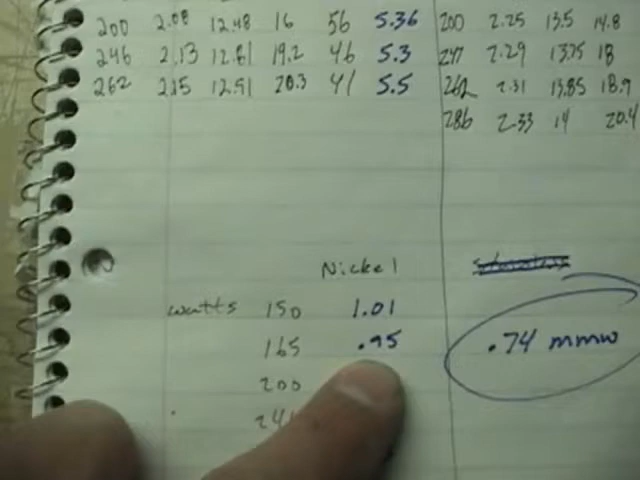 200 2.08 12.48 16 56 5.36 200 2.25 13.5 14.8
246 2.13 12.81 19.2 46 5.3 247 2.29 13.75 18
262 2.15 12.91 20.3 41 5.5 262 2.31 13.85 18.9
286 2.33 14 20.4
Nickel
watts 150 1.01
165 .95 .74 mmw
200